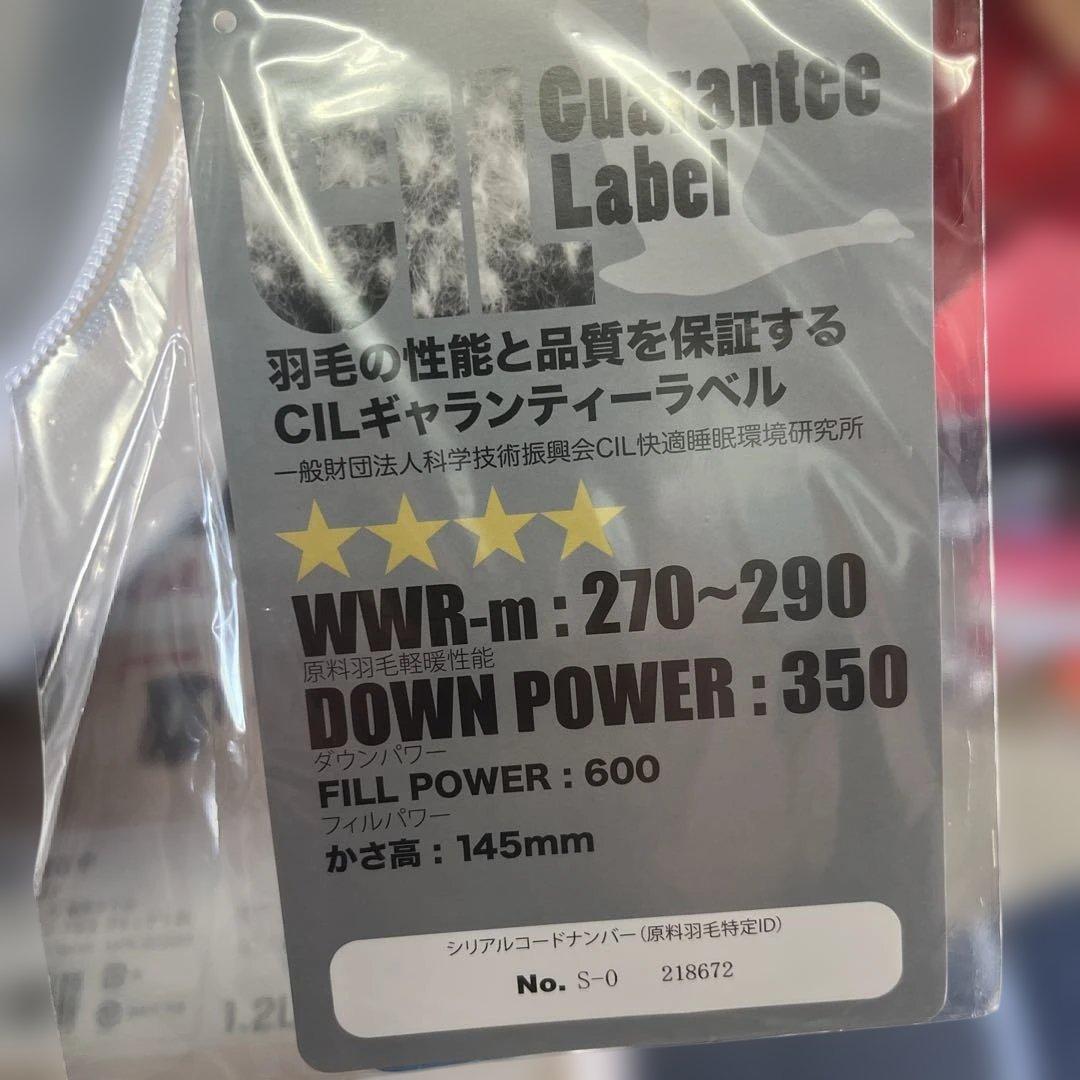 CIL Guarantee
Label
羽毛の性能と品質を保証する
CILギャランティーラベル
一般財団法人科学技術振興会CIL快適睡眠環境研究所
WWR-m : 270~290
原料羽毛軽暖性能
DOWN POWER : 350
ダウンパワー
FILL POWER : 600
フィルパワー
かさ高 : 145mm
シリアルコードナンバー (原料羽毛特定ID)
No. S-0 218672
1.2